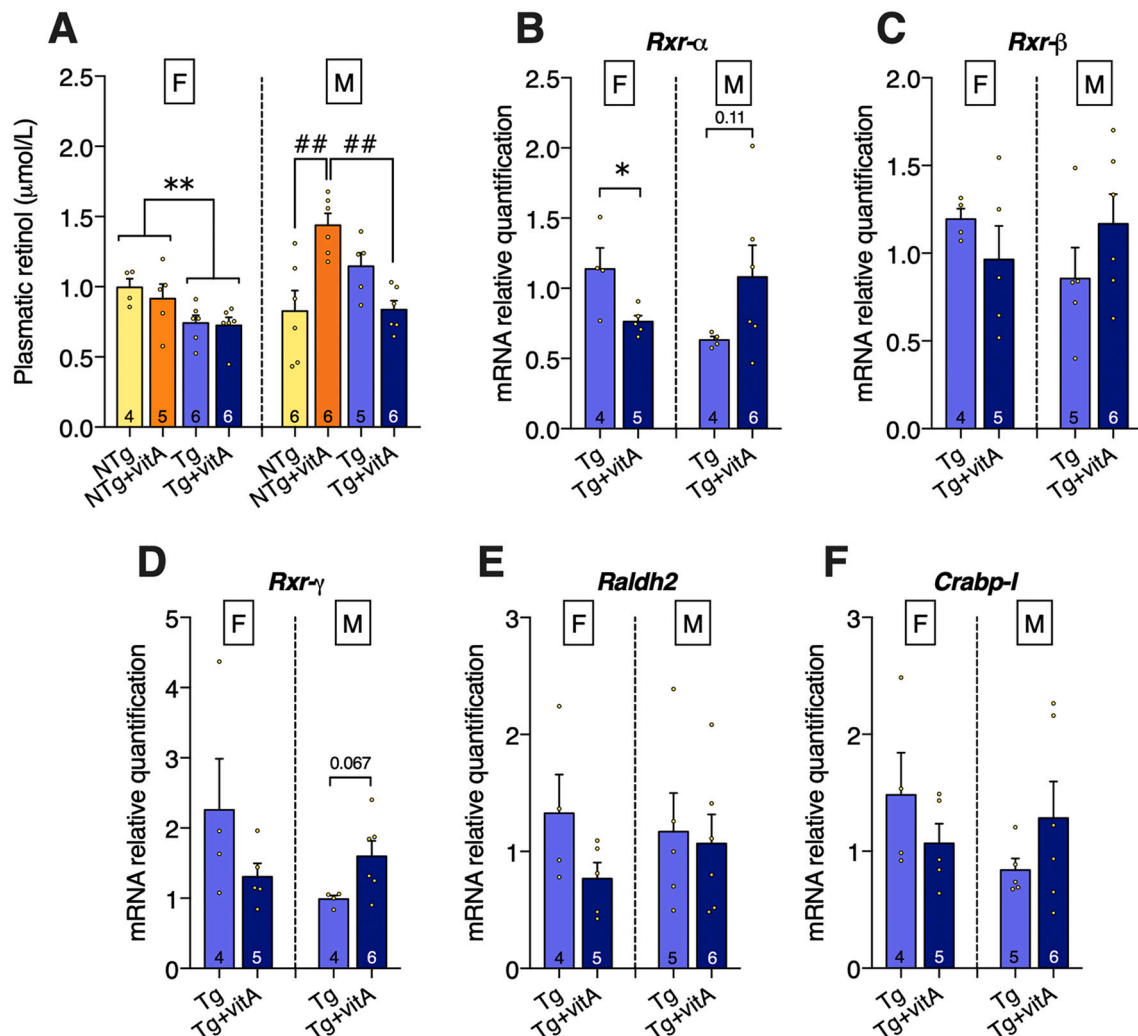 A
F
M
Plasmatic retinol (μmol/L)
2.5
2.0
1.5
1.0
0.5
0.0
**
##
##
4
5
6
6
6
6
5
6
NTg
NTg+vitA
Tg
Tg+vitA
NTg
NTg+vitA
Tg
Tg+vitA
B
Rxr-α
F
M
mRNA relative quantification
2.5
2.0
1.5
1.0
0.5
0.0
*
0.11
4
5
4
6
Tg
Tg+vitA
Tg
Tg+vitA
C
Rxr-β
F
M
mRNA relative quantification
2.0
1.5
1.0
0.5
0.0
4
5
5
6
Tg
Tg+vitA
Tg
Tg+vitA
D
Rxr-γ
F
M
mRNA relative quantification
5
4
3
2
1
0
0.067
4
5
4
6
Tg
Tg+vitA
Tg
Tg+vitA
E
Raldh2
F
M
mRNA relative quantification
3
2
1
0
4
5
5
6
Tg
Tg+vitA
Tg
Tg+vitA
F
Crabp-I
F
M
mRNA relative quantification
3
2
1
0
4
5
5
6
Tg
Tg+vitA
Tg
Tg+vitA